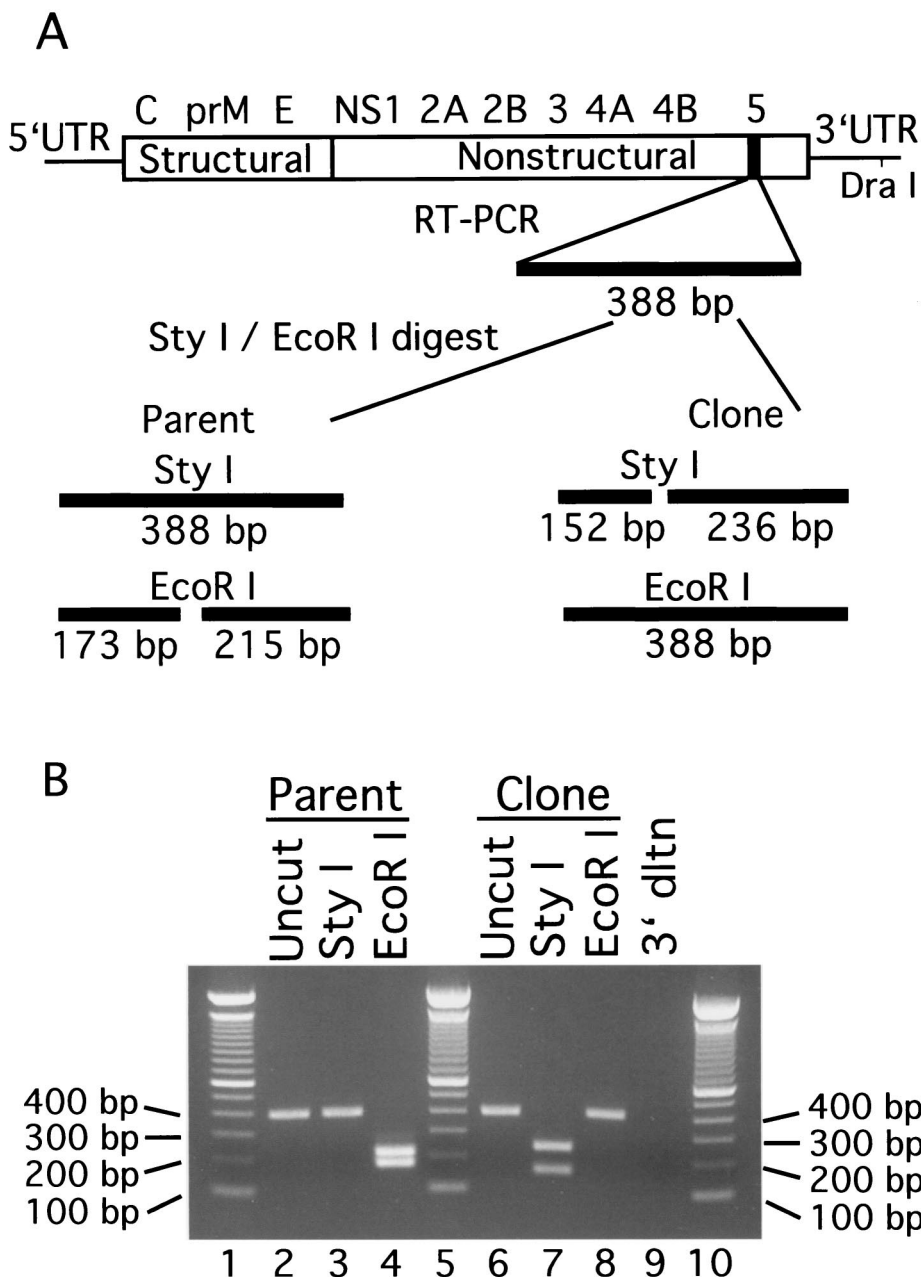 A
C prM E NS1 2A 2B 3 4A 4B 5
5‘UTR Structural Nonstructural 3‘UTR
Dra I
RT-PCR
388 bp
Sty I / EcoR I digest
Parent Clone
Sty I Sty I
388 bp 152 bp 236 bp
EcoR I EcoR I
173 bp 215 bp 388 bp
B
Parent Clone
Uncut Sty I EcoR I Uncut Sty I EcoR I 3‘ dltn
400 bp 400 bp
300 bp 300 bp
200 bp 200 bp
100 bp 100 bp
1 2 3 4 5 6 7 8 9 10